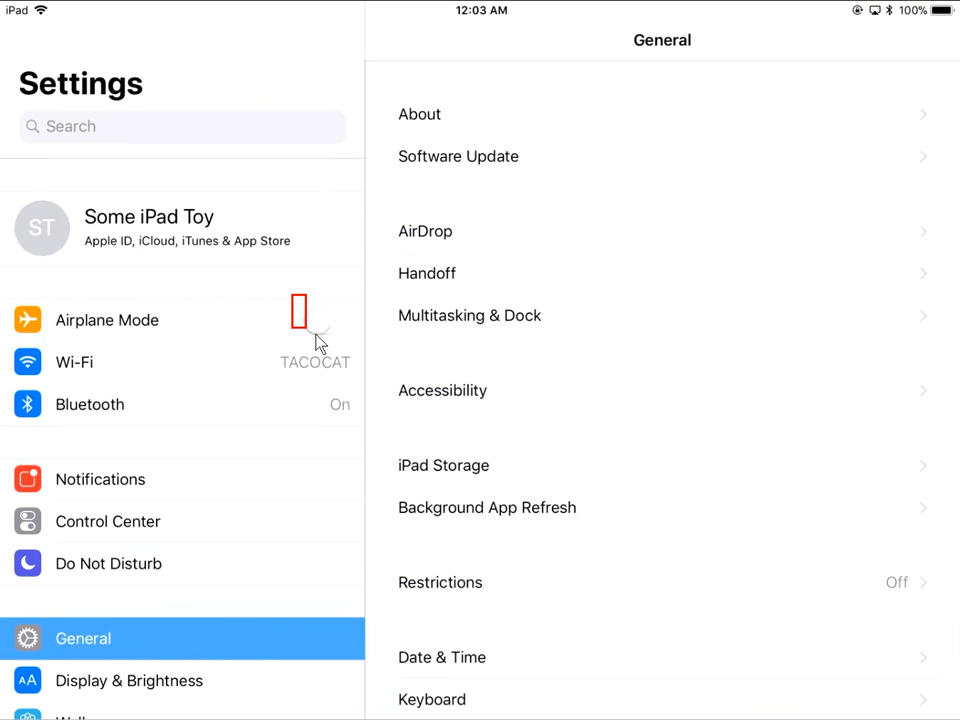 iPad
12:03 AM
100%
Settings
Search
ST
Some iPad Toy
Apple ID, iCloud, iTunes & App Store
Airplane Mode
Wi-Fi
TACOCAT
Bluetooth
On
Notifications
Control Center
Do Not Disturb
General
AA
Display & Brightness
General
About
Software Update
AirDrop
Handoff
Multitasking & Dock
Accessibility
iPad Storage
Background App Refresh
Restrictions
Off
Date & Time
Keyboard